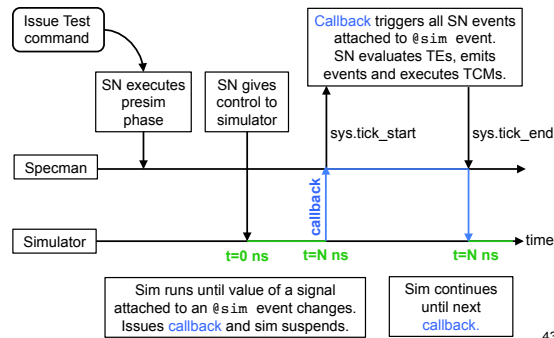 Issue Test
command
Callback triggers all SN events
attached to @sim event.
SN evaluates TEs, emits
events and executes TCMs.
SN executes
presim
phase
SN gives
control to
simulator
sys.tick_start
sys.tick_end
Specman
callback
Simulator
time
t=0 ns
t=N ns
t=N ns
Sim runs until value of a signal
attached to an @sim event changes.
Issues callback and sim suspends.
Sim continues
until next
callback.